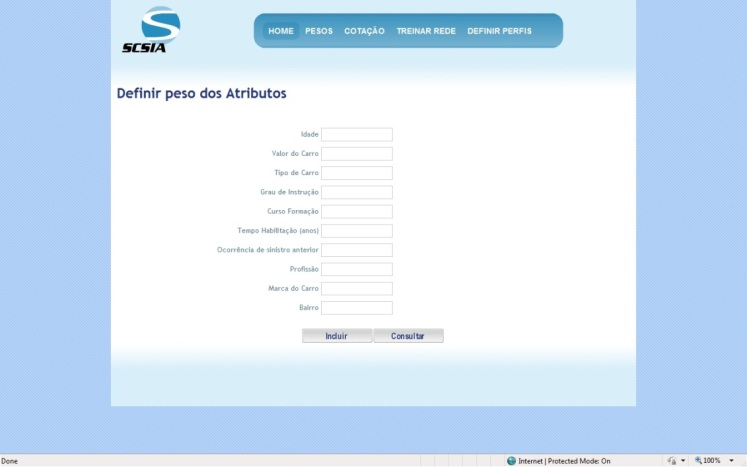 SCSIA
HOME PESOS COTAÇÃO TREINAR REDE DEFINIR PERFIS
Definir peso dos Atributos
Idade
Valor do Carro
Tipo de Carro
Grau de Instrução
Curso Formação
Tempo Habilitação (anos)
Ocorrência de sinistro anterior
Profissão
Marca do Carro
Bairro
Incluir Consultar
Done Internet | Protected Mode: On 100%